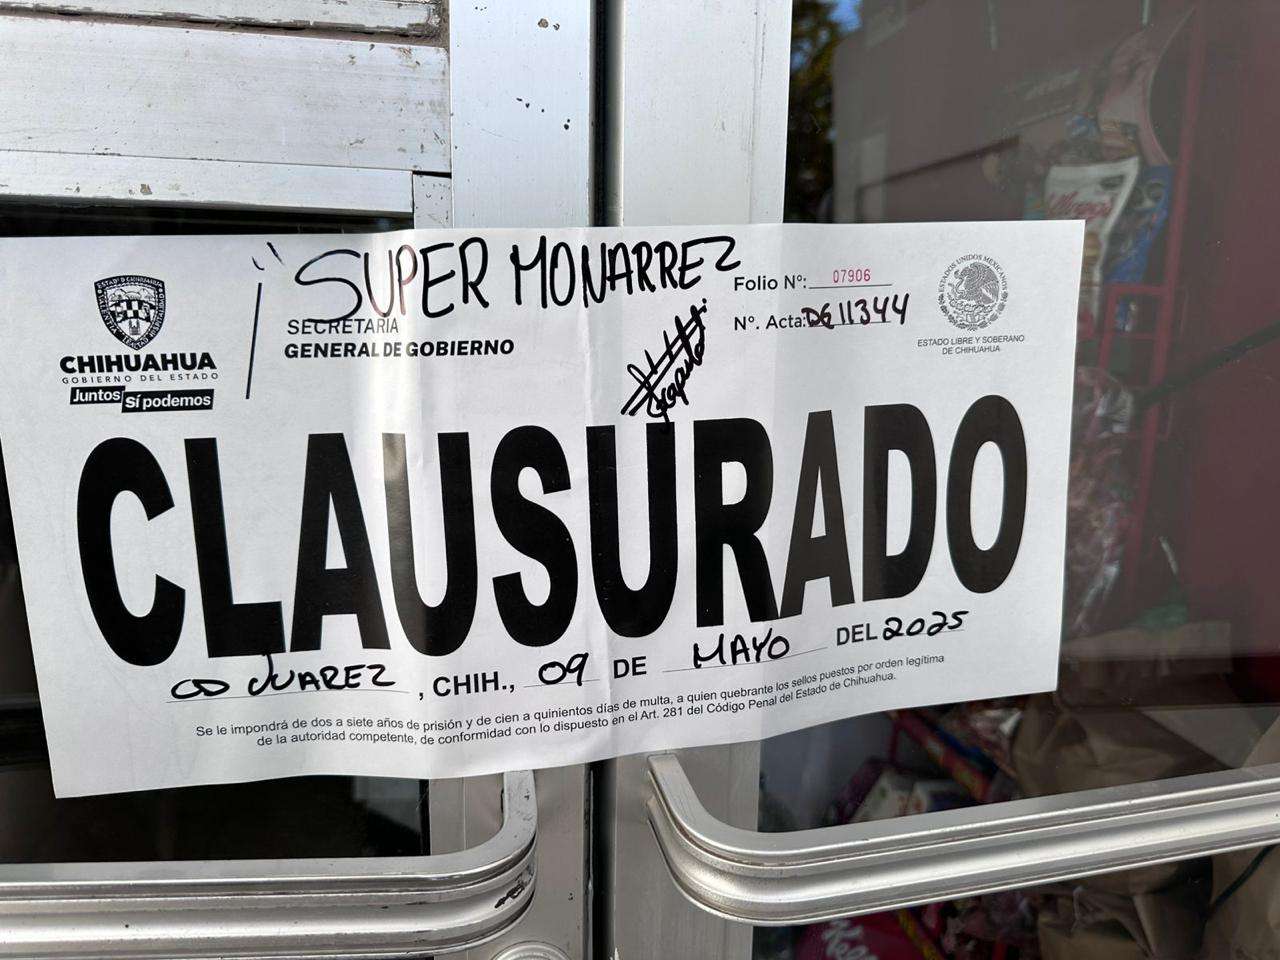 ¡¡SUPER MONARREZ
Folio Nº: 07906
Nº. Acta: DG11344
SECRETARIA
GENERAL DE GOBIERNO
CHIHUAHUA
GOBIERNO DEL ESTADO
Juntos Sí podemos
ESTADOS UNIDOS MEXICANOS
ESTADO LIBRE Y SOBERANO
DE CHIHUAHUA
CLAUSURADO
CD JUAREZ, CHIH., 09 DE MAYO DEL 2025
Se le impondrá de dos a siete años de prisión y de cien a quinientos días de multa, a quien quebrante los sellos puestos por orden legítima
de la autoridad competente, de conformidad con lo dispuesto en el Art. 281 del Código Penal del Estado de Chihuahua.